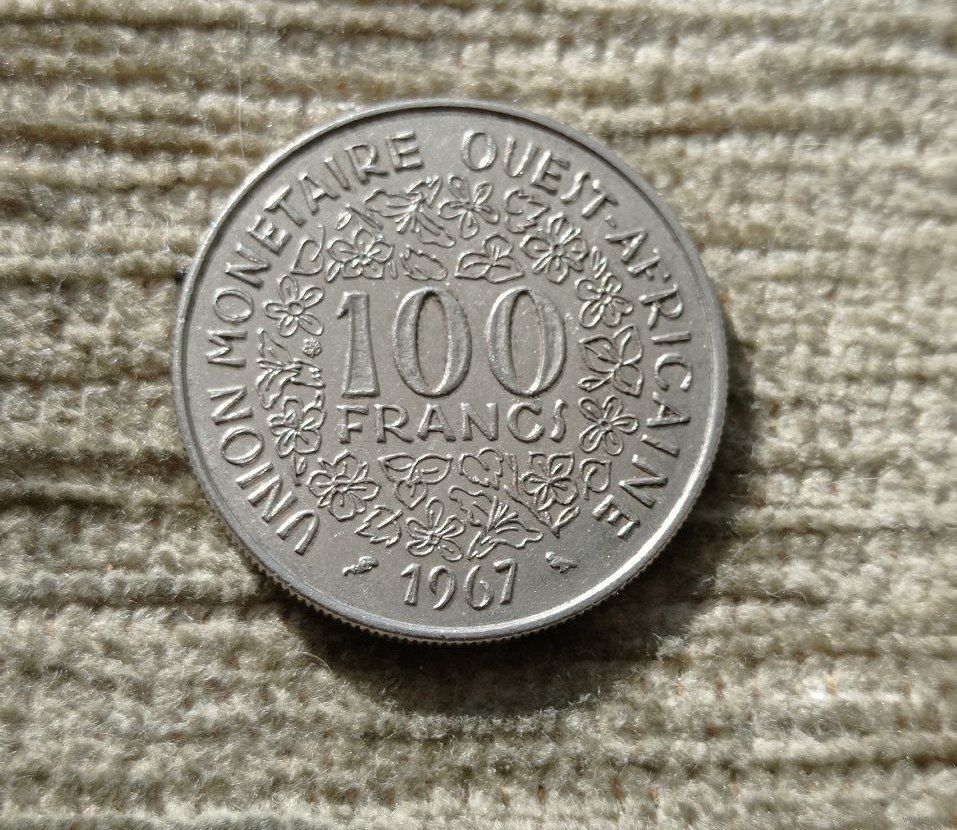 UNION MONETAIRE OUEST-AFRICAINE
100
FRANCS
1967